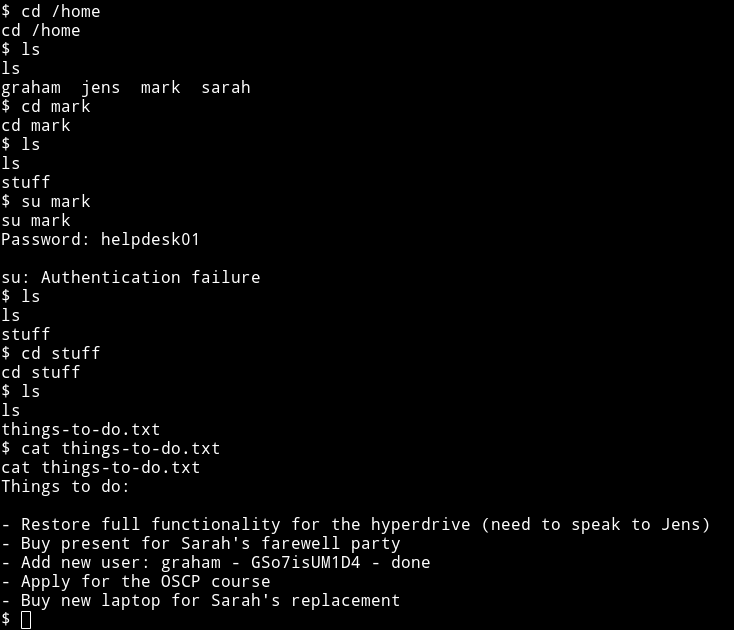 $ cd /home
cd /home
$ ls
ls
graham  jens  mark  sarah
$ cd mark
cd mark
$ ls
ls
stuff
$ su mark
su mark
Password: helpdesk01
su: Authentication failure
$ ls
ls
stuff
$ cd stuff
cd stuff
$ ls
ls
things-to-do.txt
$ cat things-to-do.txt
cat things-to-do.txt
Things to do:
- Restore full functionality for the hyperdrive (need to speak to Jens)
- Buy present for Sarah's farewell party
- Add new user: graham - GSo7isUM1D4 - done
- Apply for the OSCP course
- Buy new laptop for Sarah's replacement
$